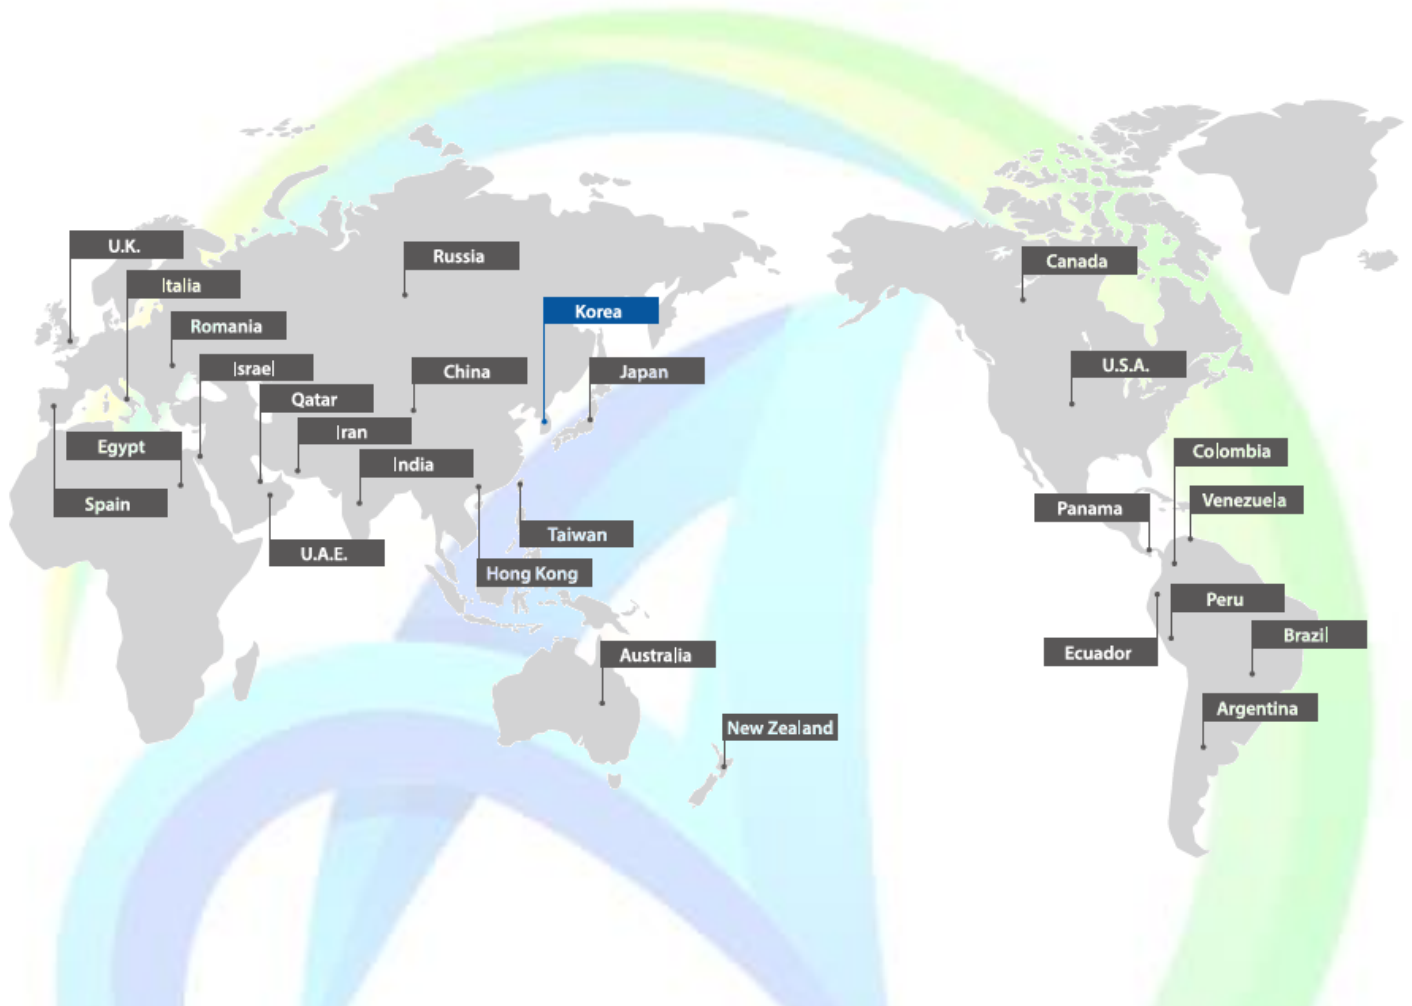 U.K.
Russia
Canada
Italia
Korea
Romania
U.S.A.
Israel
China
Japan
Qatar
Iran
Egypt
Colombia
India
Spain
Venezuela
Panama
Taiwan
U.A.E.
Hong Kong
Peru
Brazil
Ecuador
Australia
Argentina
New Zealand